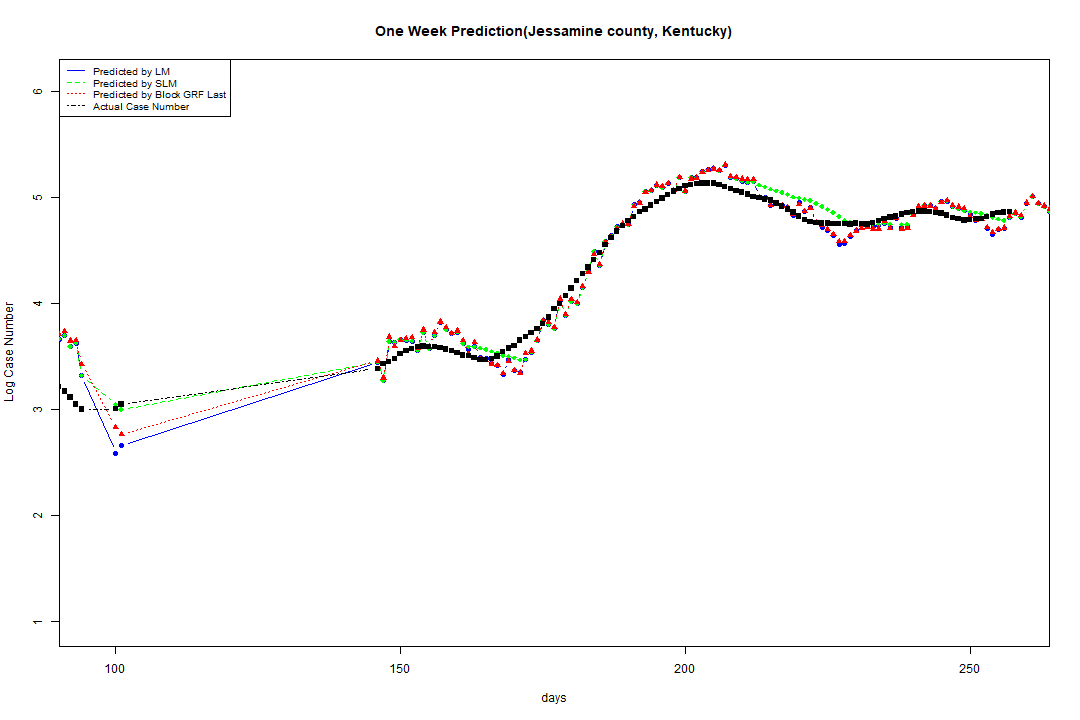 One Week Prediction(Jessamine county, Kentucky)
Predicted by LM
Predicted by SLM
Predicted by Block GRF Last
Actual Case Number
6
5
4
3
2
1
Log Case Number
100 150 200 250
days